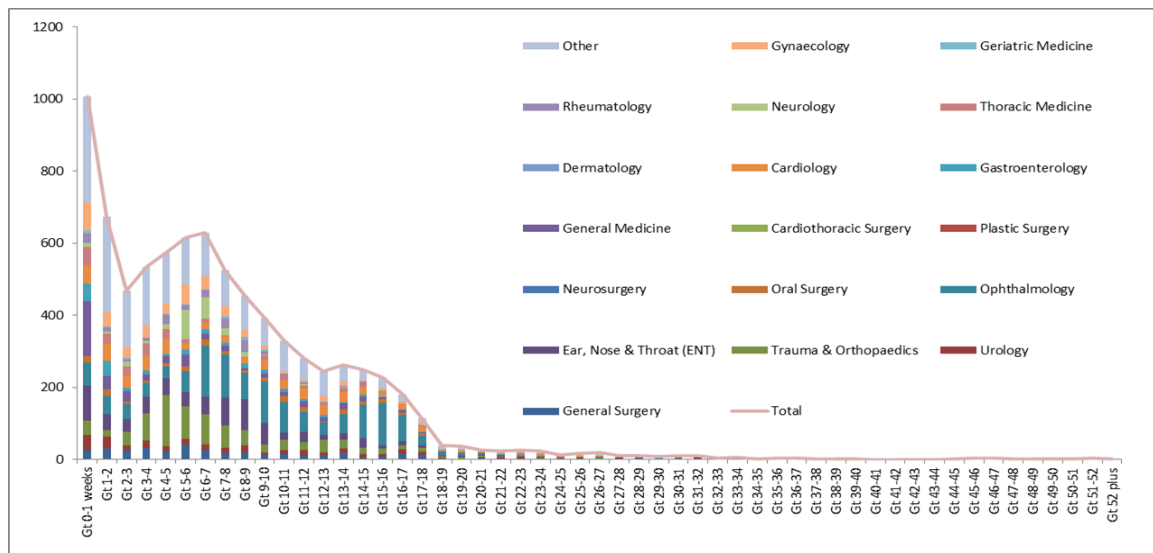 1200
1000
800
600
400
200
0
Other
Gynaecology
Geriatric Medicine
Rheumatology
Neurology
Thoracic Medicine
Dermatology
Cardiology
Gastroenterology
General Medicine
Cardiothoracic Surgery
Plastic Surgery
Neurosurgery
Oral Surgery
Ophthalmology
Ear, Nose & Throat (ENT)
Trauma & Orthopaedics
Urology
General Surgery
Total
Gt 0-1 weeks
Gt 1-2
Gt 2-3
Gt 3-4
Gt 4-5
Gt 5-6
Gt 6-7
Gt 7-8
Gt 8-9
Gt 9-10
Gt 10-11
Gt 11-12
Gt 12-13
Gt 13-14
Gt 14-15
Gt 15-16
Gt 16-17
Gt 17-18
Gt 18-19
Gt 19-20
Gt 20-21
Gt 21-22
Gt 22-23
Gt 23-24
Gt 24-25
Gt 25-26
Gt 26-27
Gt 27-28
Gt 28-29
Gt 29-30
Gt 30-31
Gt 31-32
Gt 32-33
Gt 33-34
Gt 34-35
Gt 35-36
Gt 36-37
Gt 37-38
Gt 38-39
Gt 39-40
Gt 40-41
Gt 41-42
Gt 42-43
Gt 43-44
Gt 44-45
Gt 45-46
Gt 46-47
Gt 47-48
Gt 48-49
Gt 49-50
Gt 50-51
Gt 51-52
Gt 52 plus